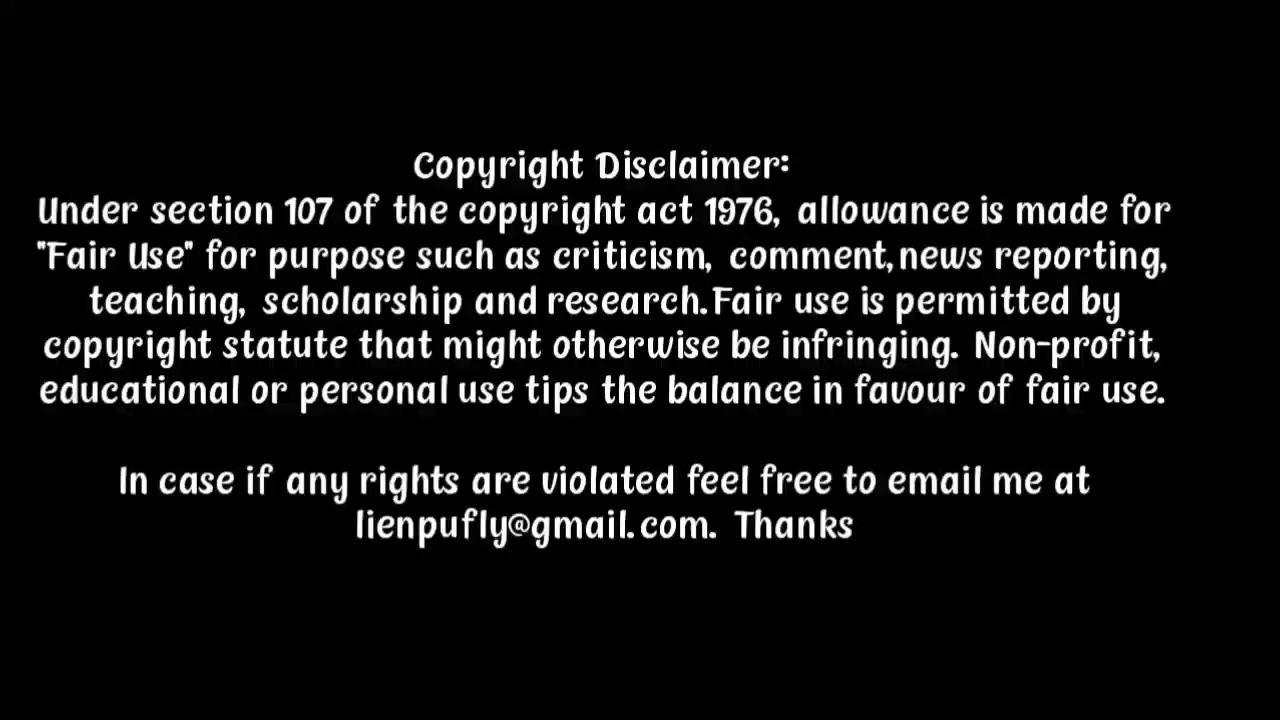 Copyright Disclaimer:
Under section 107 of the copyright act 1976, allowance is made for
"Fair Use" for purpose such as criticism, comment,news reporting,
teaching, scholarship and research.Fair use is permitted by
copyright statute that might otherwise be infringing. Non-profit,
educational or personal use tips the balance in favour of fair use.
In case if any rights are violated feel free to email me at
lienpufly@gmail.com. Thanks